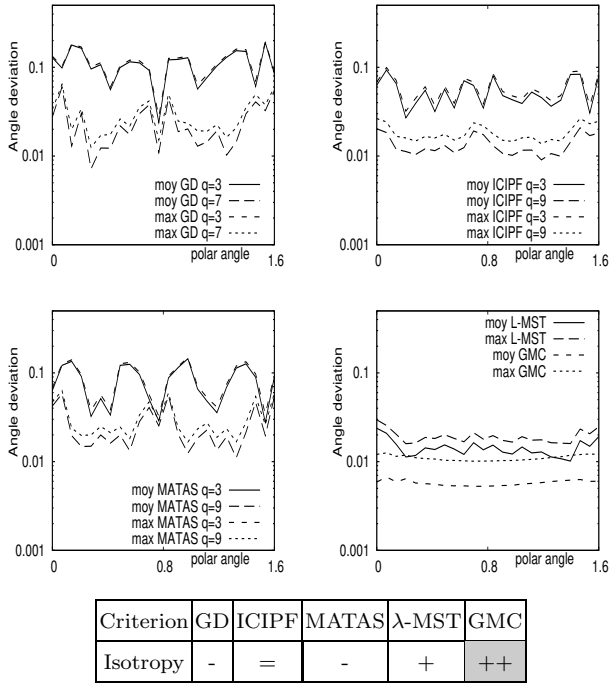 Angle deviation
0.1
0.01
0.001
moy GD q=3
moy GD q=7
max GD q=3
max GD q=7
0
0.8
1.6
polar angle
Angle deviation
0.1
0.01
0.001
moy ICIPF q=3
moy ICIPF q=9
max ICIPF q=3
max ICIPF q=9
0
0.8
1.6
polar angle
Angle deviation
0.1
0.01
0.001
moy MATAS q=3
moy MATAS q=9
max MATAS q=3
max MATAS q=9
0
0.8
1.6
polar angle
Angle deviation
0.1
0.01
0.001
moy L-MST
max L-MST
moy GMC
max GMC
0
0.8
1.6
polar angle
Criterion GD ICIPF MATAS λ-MST GMC
Isotropy - = - + ++